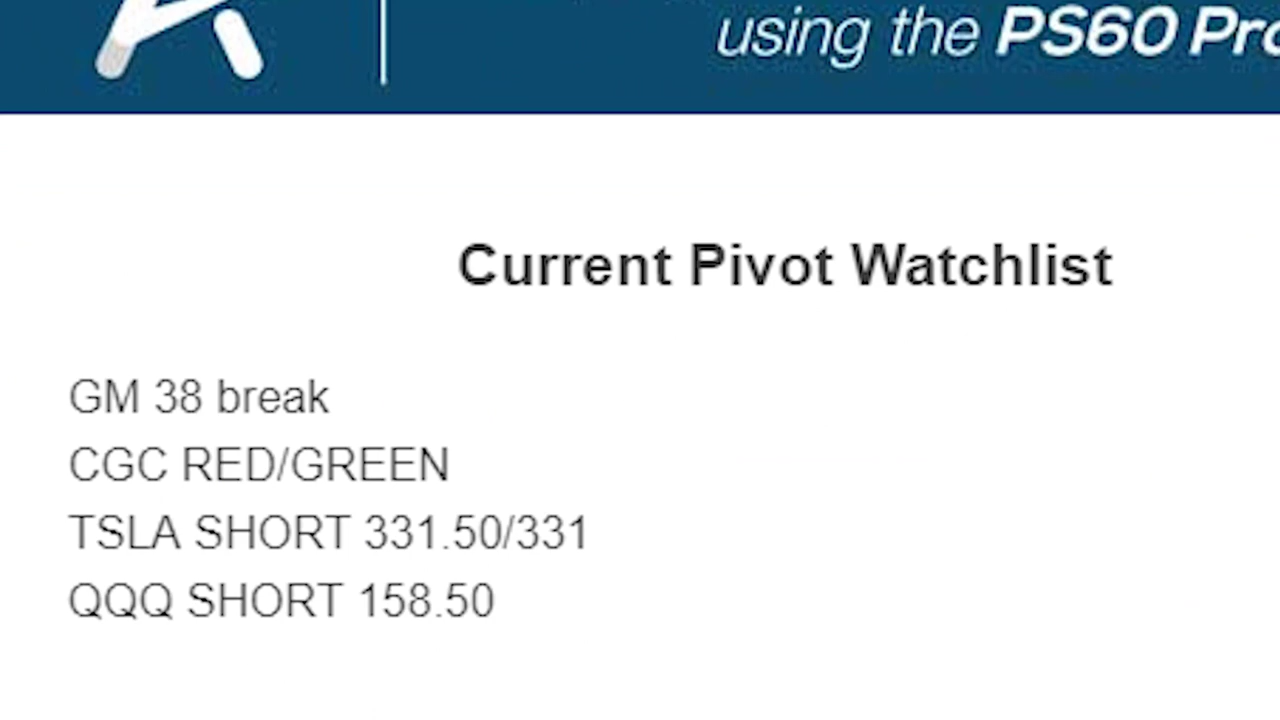 using the PS60
Current Pivot Watchlist
GM 38 break
CGC RED/GREEN
TSLA SHORT 331.50/331
QQQ SHORT 158.50